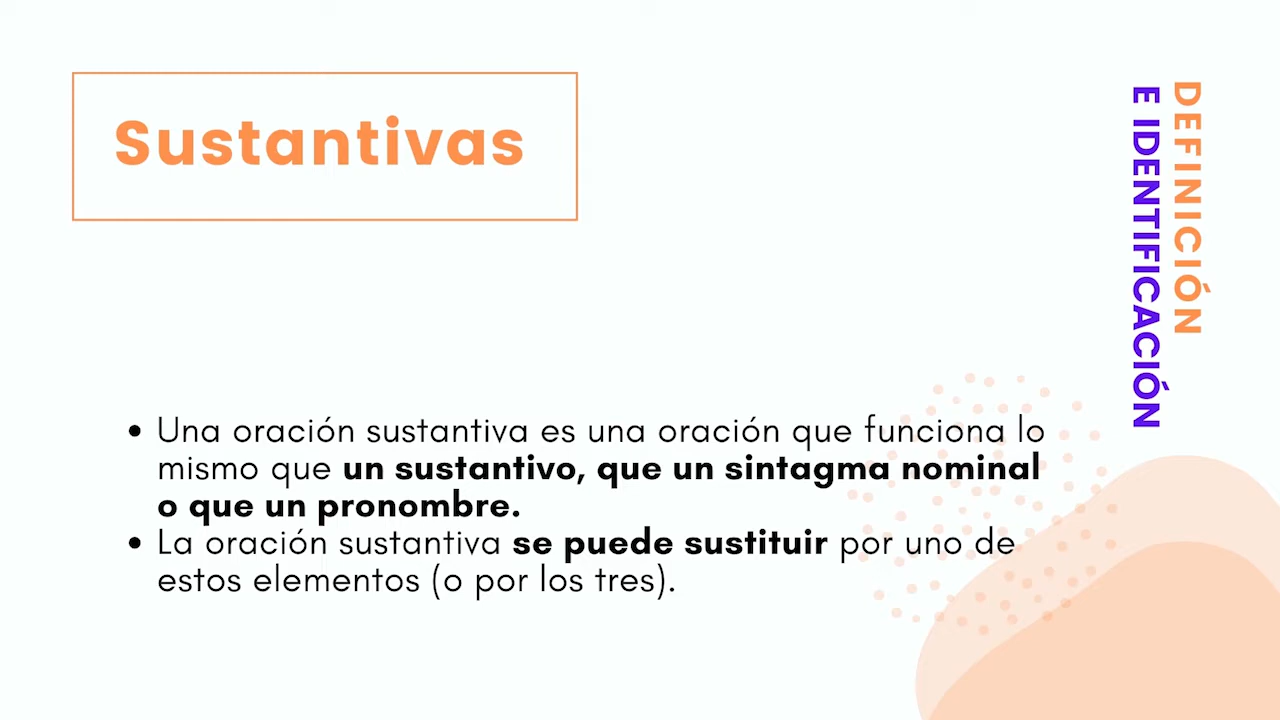 Sustantivas
DEFINICIÓN
E IDENTIFICACIÓN
• Una oración sustantiva es una oración que funciona lo
mismo que un sustantivo, que un sintagma nominal
o que un pronombre.
• La oración sustantiva se puede sustituir por uno de
estos elementos (o por los tres).